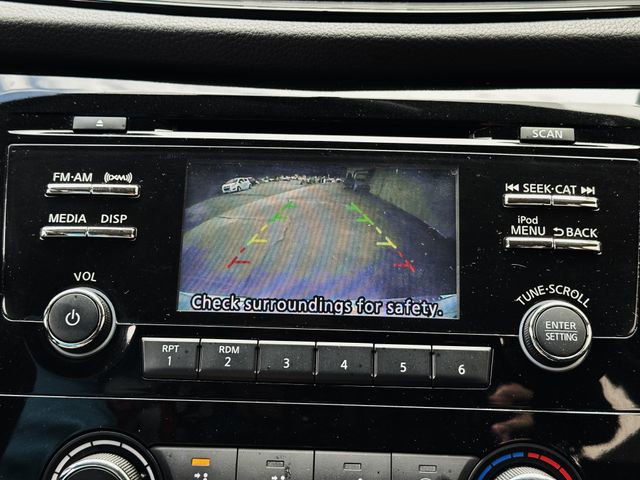 SCAN
FM·AM (((XM)))
SEEK·CAT
MEDIA DISP
iPod
MENU BACK
VOL
TUNE·SCROLL
Check surroundings for safety.
ENTER
SETTING
RPT
1
RDM
2
3
4
5
6